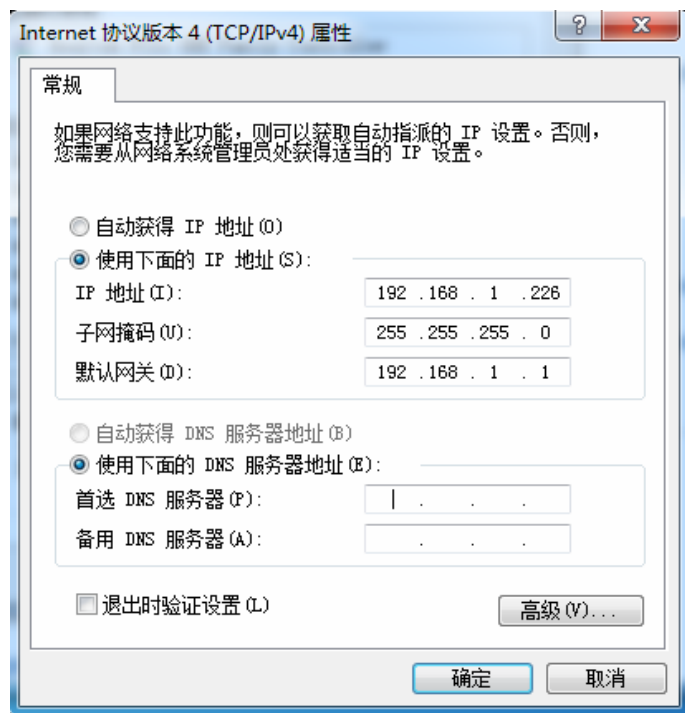 Internet 协议版本 4 (TCP/IPv4) 属性
常规
如果网络支持此功能，则可以获取自动指派的 IP 设置。否则，
您需要从网络系统管理员处获得适当的 IP 设置。
自动获得 IP 地址(O)
使用下面的 IP 地址(S):
IP 地址(I): 192 .168 . 1 .226
子网掩码(U): 255 .255 .255 . 0
默认网关(D): 192 .168 . 1 . 1
自动获得 DNS 服务器地址(B)
使用下面的 DNS 服务器地址(E):
首选 DNS 服务器(P): . . .
备用 DNS 服务器(A): . . .
退出时验证设置(L)
高级(V)...
确定 取消